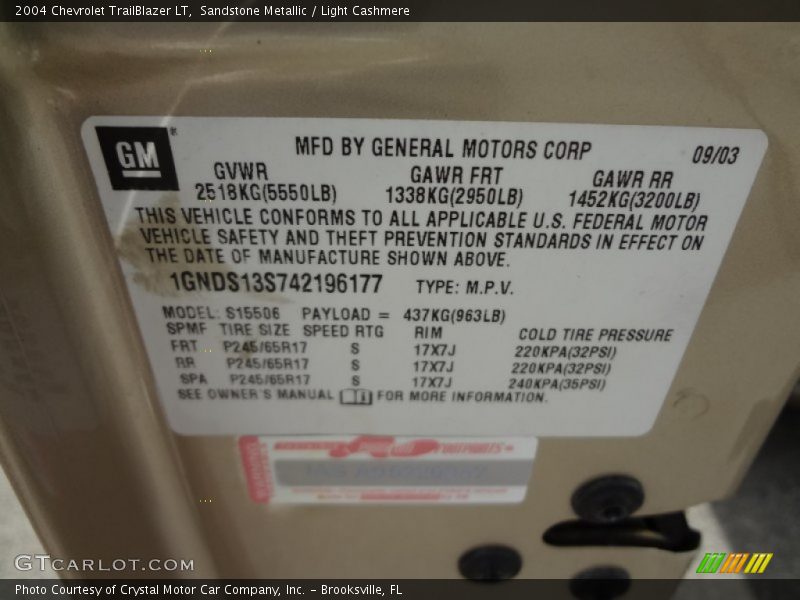 2004 Chevrolet TrailBlazer LT,  Sandstone Metallic / Light Cashmere
GM
MFD BY GENERAL MOTORS CORP 09/03
GVWR GAWR FRT GAWR RR
2518KG(5550LB) 1338KG(2950LB) 1452KG(3200LB)
THIS VEHICLE CONFORMS TO ALL APPLICABLE U.S. FEDERAL MOTOR
VEHICLE SAFETY AND THEFT PREVENTION STANDARDS IN EFFECT ON
THE DATE OF MANUFACTURE SHOWN ABOVE.
1GNDS13S742196177 TYPE: M.P.V.
MODEL: S15506 PAYLOAD = 437KG(963LB)
SPMF TIRE SIZE SPEED RTG RIM COLD TIRE PRESSURE
FRT P245/65R17 S 17X7J 220KPA(32PSI)
RR P245/65R17 S 17X7J 220KPA(32PSI)
SPA P245/65R17 S 17X7J 240KPA(35PSI)
SEE OWNER'S MANUAL FOR MORE INFORMATION.
GTCARLOT.COM
Photo Courtesy of Crystal Motor Car Company, Inc. – Brooksville, FL